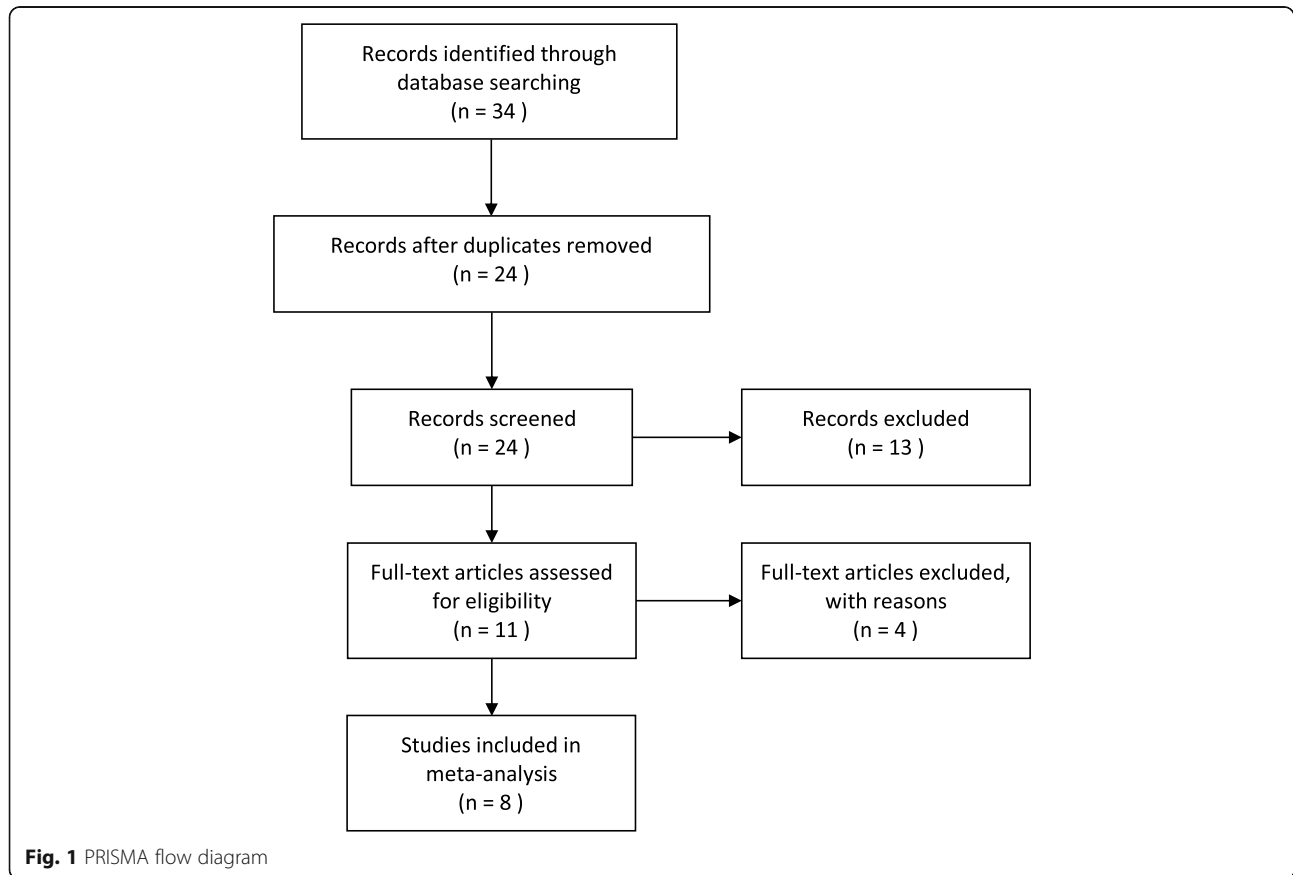 Records identified through
database searching
(n = 34 )
Records after duplicates removed
(n = 24 )
Records screened
(n = 24 )
Records excluded
(n = 13 )
Full-text articles assessed
for eligibility
(n = 11 )
Full-text articles excluded,
with reasons
(n = 4 )
Studies included in
meta-analysis
(n = 8 )
Fig. 1 PRISMA flow diagram